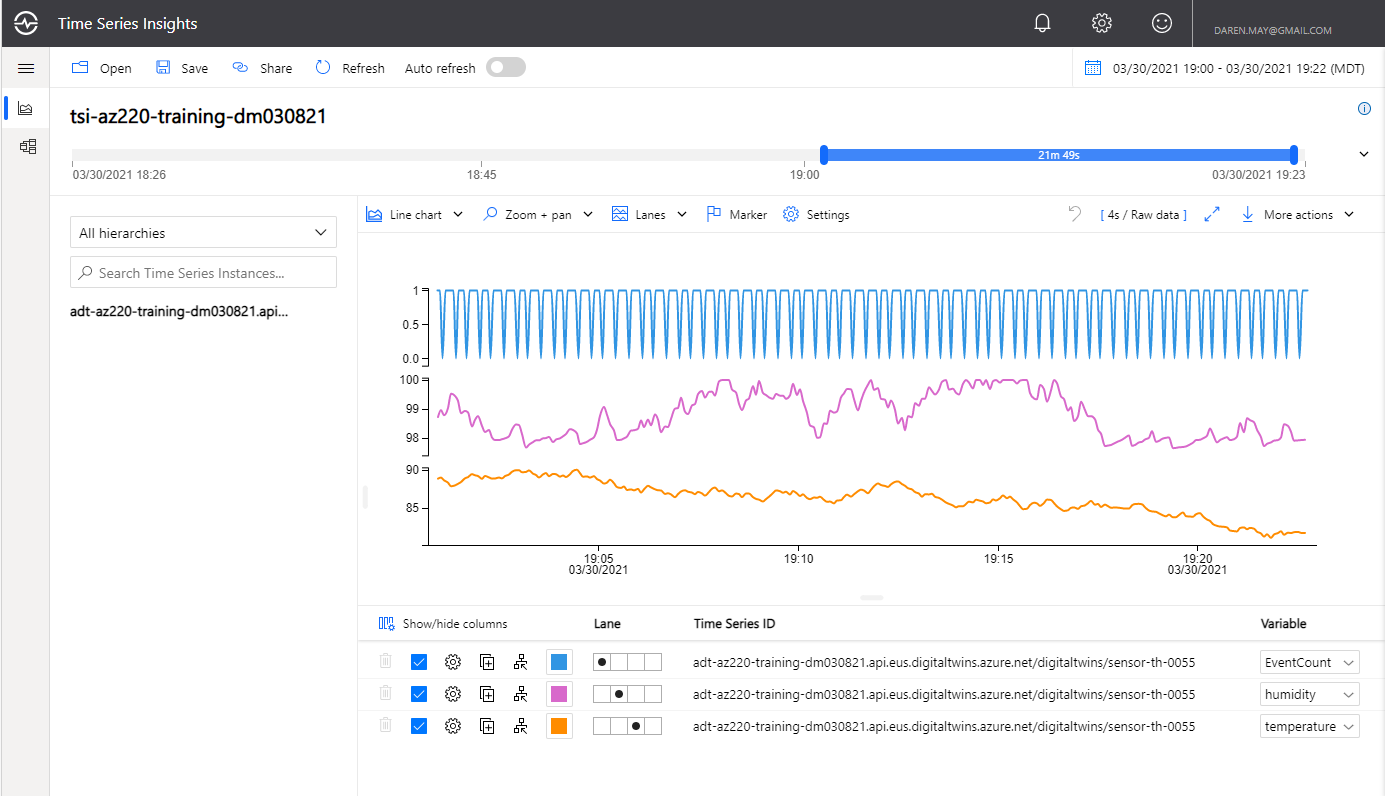 Time Series Insights
DAREN.MAY@GMAIL.COM
Open Save Share Refresh Auto refresh 03/30/2021 19:00 - 03/30/2021 19:22 (MDT)
tsi-az220-training-dm030821
21m 49s
03/30/2021 18:26 18:45 19:00 03/30/2021 19:23
All hierarchies
Search Time Series Instances...
adt-az220-training-dm030821.api...
Line chart Zoom + pan Lanes Marker Settings [ 4s / Raw data ] More actions
1
0.5
0.0
100
99
98
90
85
19:05 19:10 19:15 19:20
03/30/2021 03/30/2021
Show/hide columns Lane Time Series ID Variable
adt-az220-training-dm030821.api.eus.digitaltwins.azure.net/digitaltwins/sensor-th-0055 EventCount
adt-az220-training-dm030821.api.eus.digitaltwins.azure.net/digitaltwins/sensor-th-0055 humidity
adt-az220-training-dm030821.api.eus.digitaltwins.azure.net/digitaltwins/sensor-th-0055 temperature